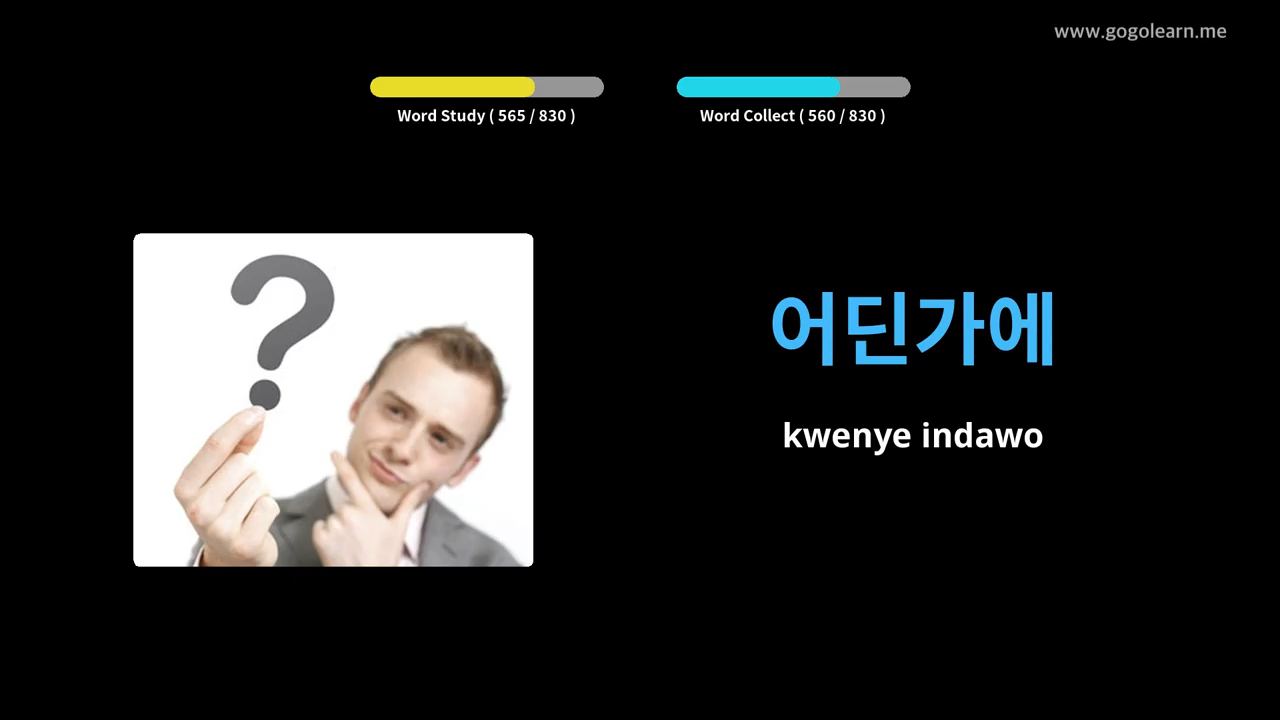 www.gogolearn.me
Word Study ( 565 / 830 )
Word Collect ( 560 / 830 )
?
어딘가에
kwenye indawo